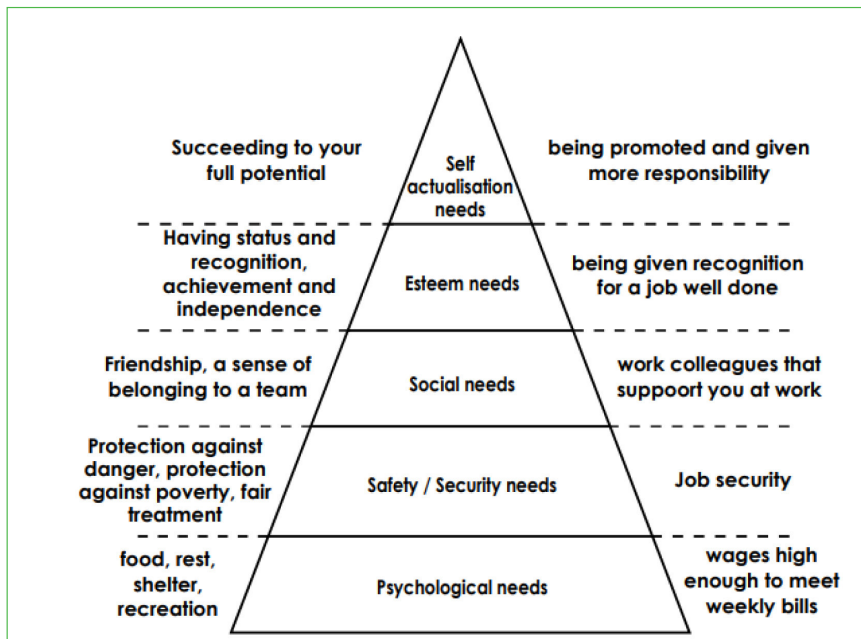 Succeeding to your
full potential
Self
actualisation
needs
being promoted and given
more responsibility
Having status and
recognition,
achievement and
independence
Esteem needs
being given recognition
for a job well done
Friendship, a sense of
belonging to a team
Social needs
work colleagues that
suppoort you at work
Protection against
danger, protection
against poverty, fair
treatment
Safety / Security needs
Job security
food, rest,
shelter,
recreation
Psychological needs
wages high
enough to meet
weekly bills